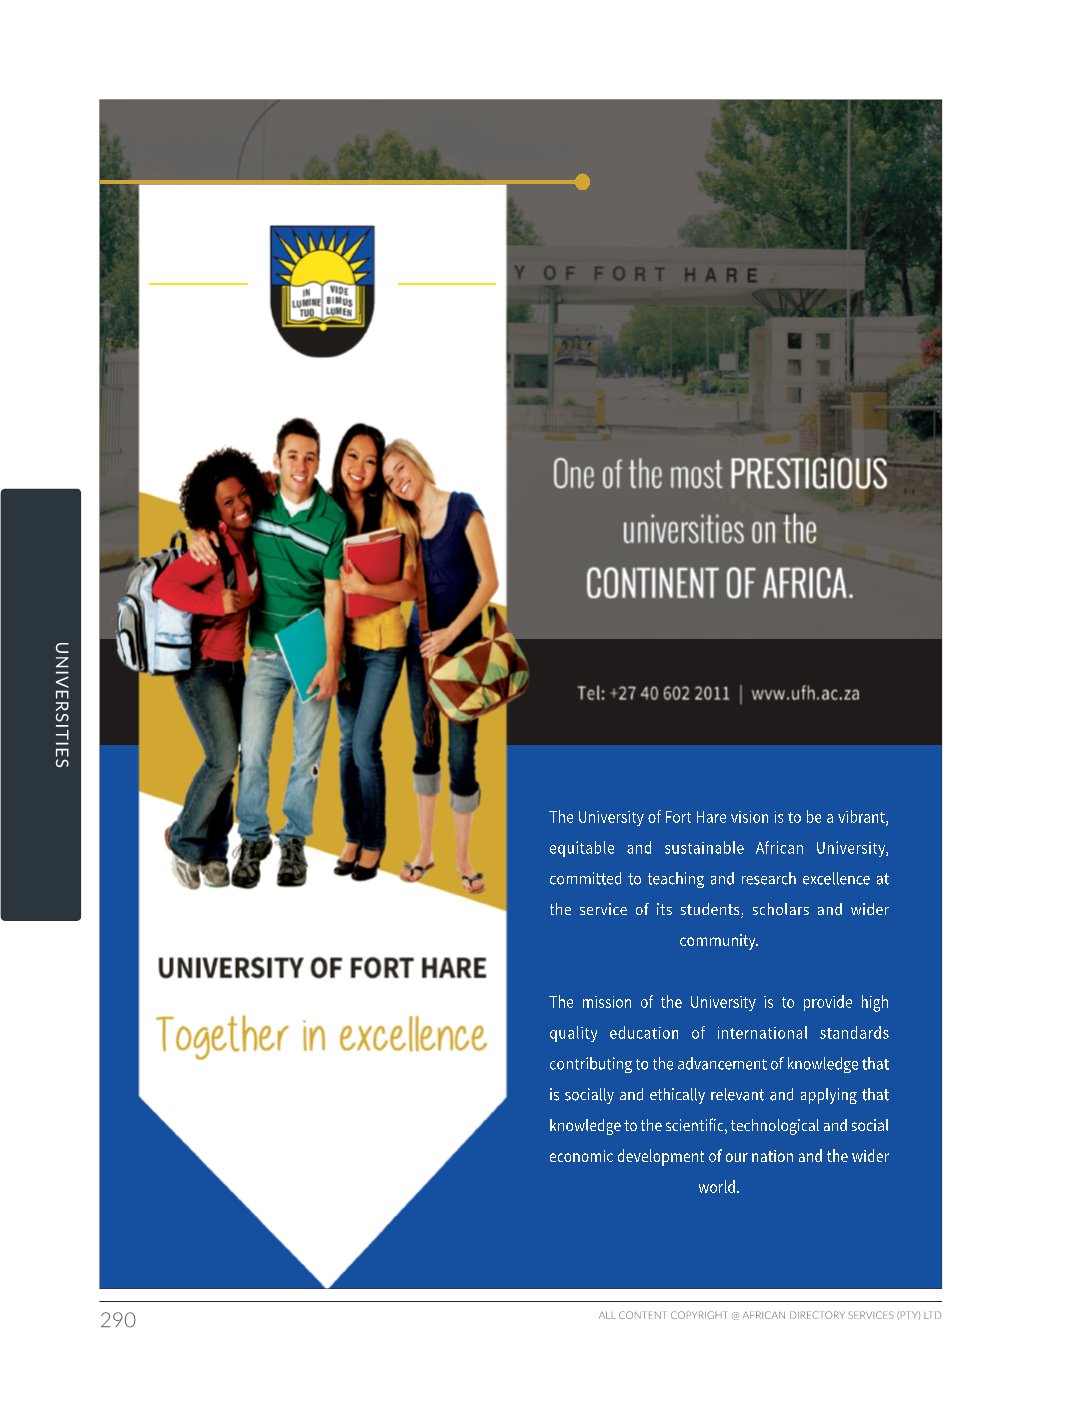 IN
LUMINE
TUO
VIDE
BIMUS
LUMEN
Y OF FORT HARE
One of the most PRESTIGIOUS
universities on the
CONTINENT OF AFRICA.
UNIVERSITIES
Tel: +27 40 602 2011 | www.ufh.ac.za
The University of Fort Hare vision is to be a vibrant,
equitable and sustainable African University,
committed to teaching and research excellence at
the service of its students, scholars and wider
community.
UNIVERSITY OF FORT HARE
Together in excellence
The mission of the University is to provide high
quality education of international standards
contributing to the advancement of knowledge that
is socially and ethically relevant and applying that
knowledge to the scientific, technological and social
economic development of our nation and the wider
world.
290
ALL CONTENT COPYRIGHT @ AFRICAN DIRECTORY SERVICES (PTY) LTD